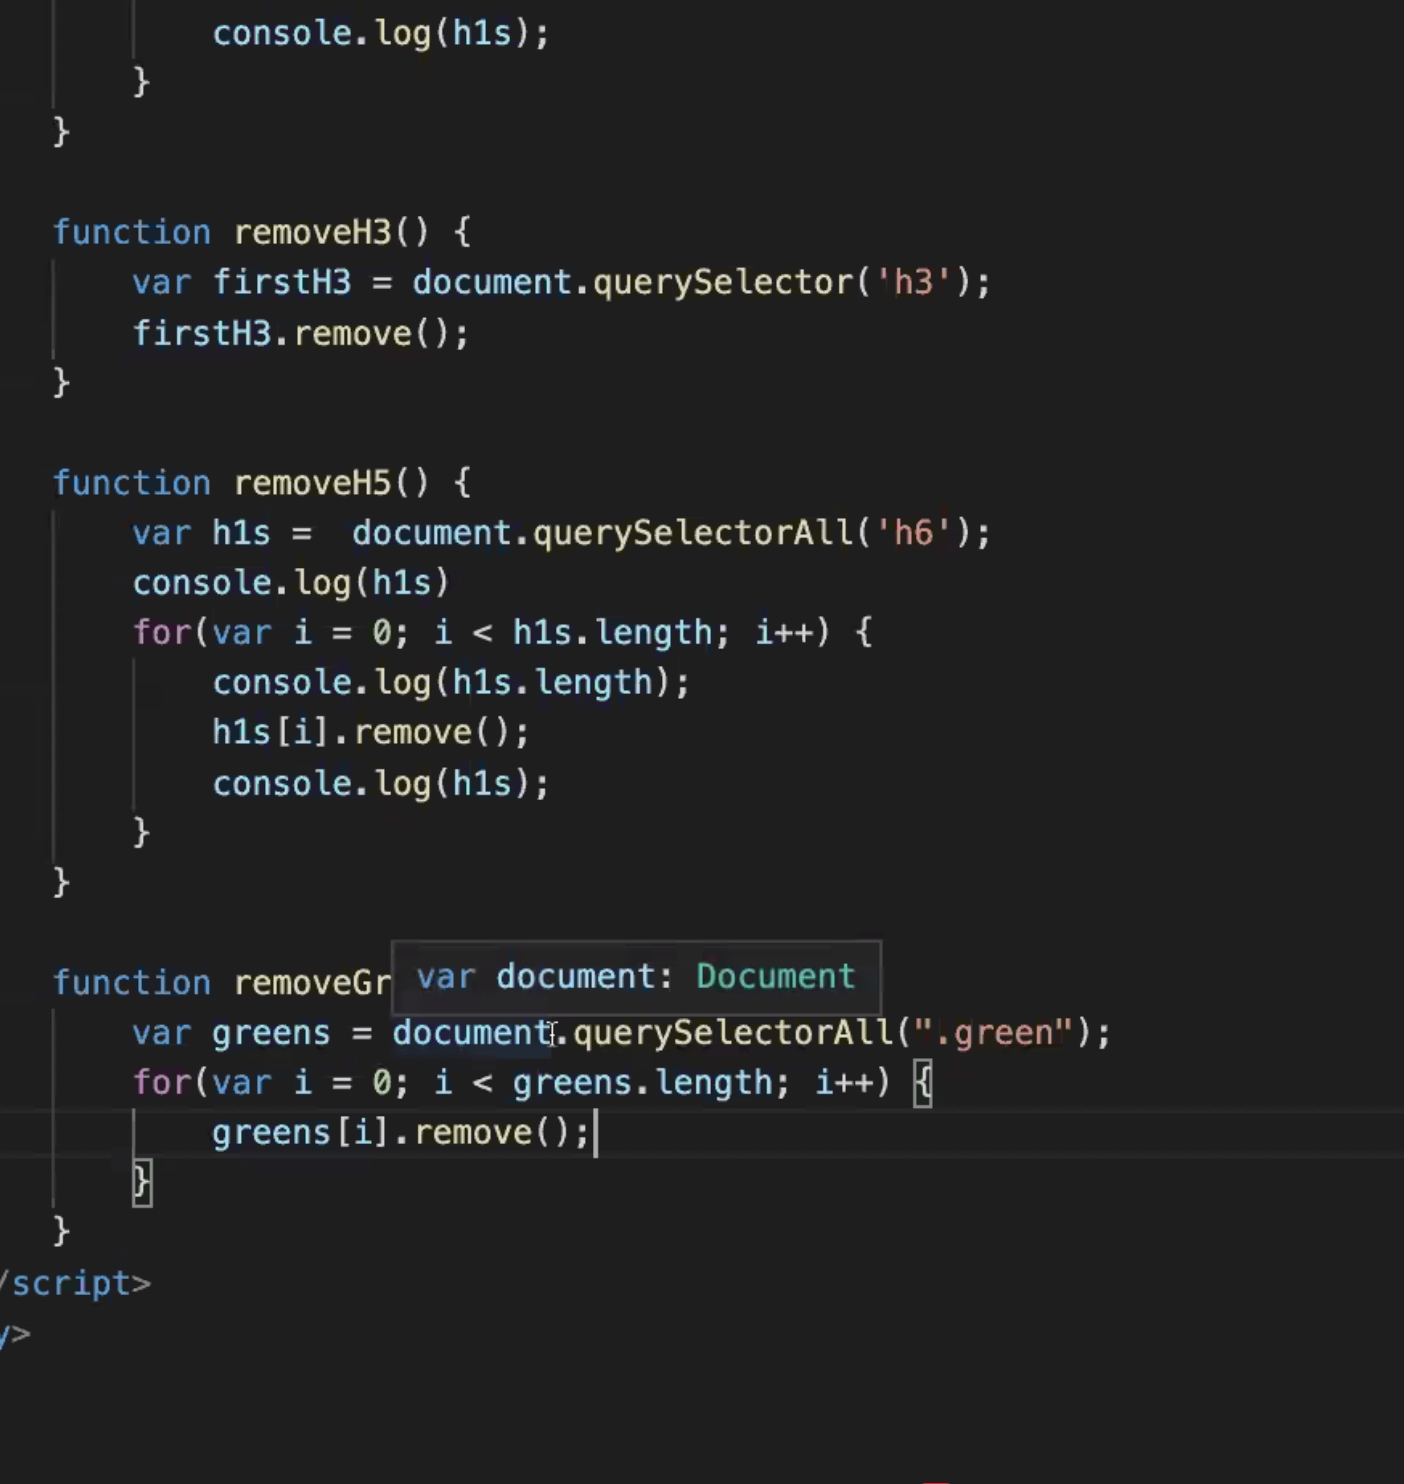 console.log(h1s);
}
}
function removeH3() {
var firstH3 = document.querySelector('h3');
firstH3.remove();
}
function removeH5() {
var h1s =  document.querySelectorAll('h6');
console.log(h1s)
for(var i = 0; i < h1s.length; i++) {
console.log(h1s.length);
h1s[i].remove();
console.log(h1s);
}
}
function removeGr
var document: Document
var greens = document.querySelectorAll(".green");
for(var i = 0; i < greens.length; i++) {
greens[i].remove();
}
}
/script>
y>